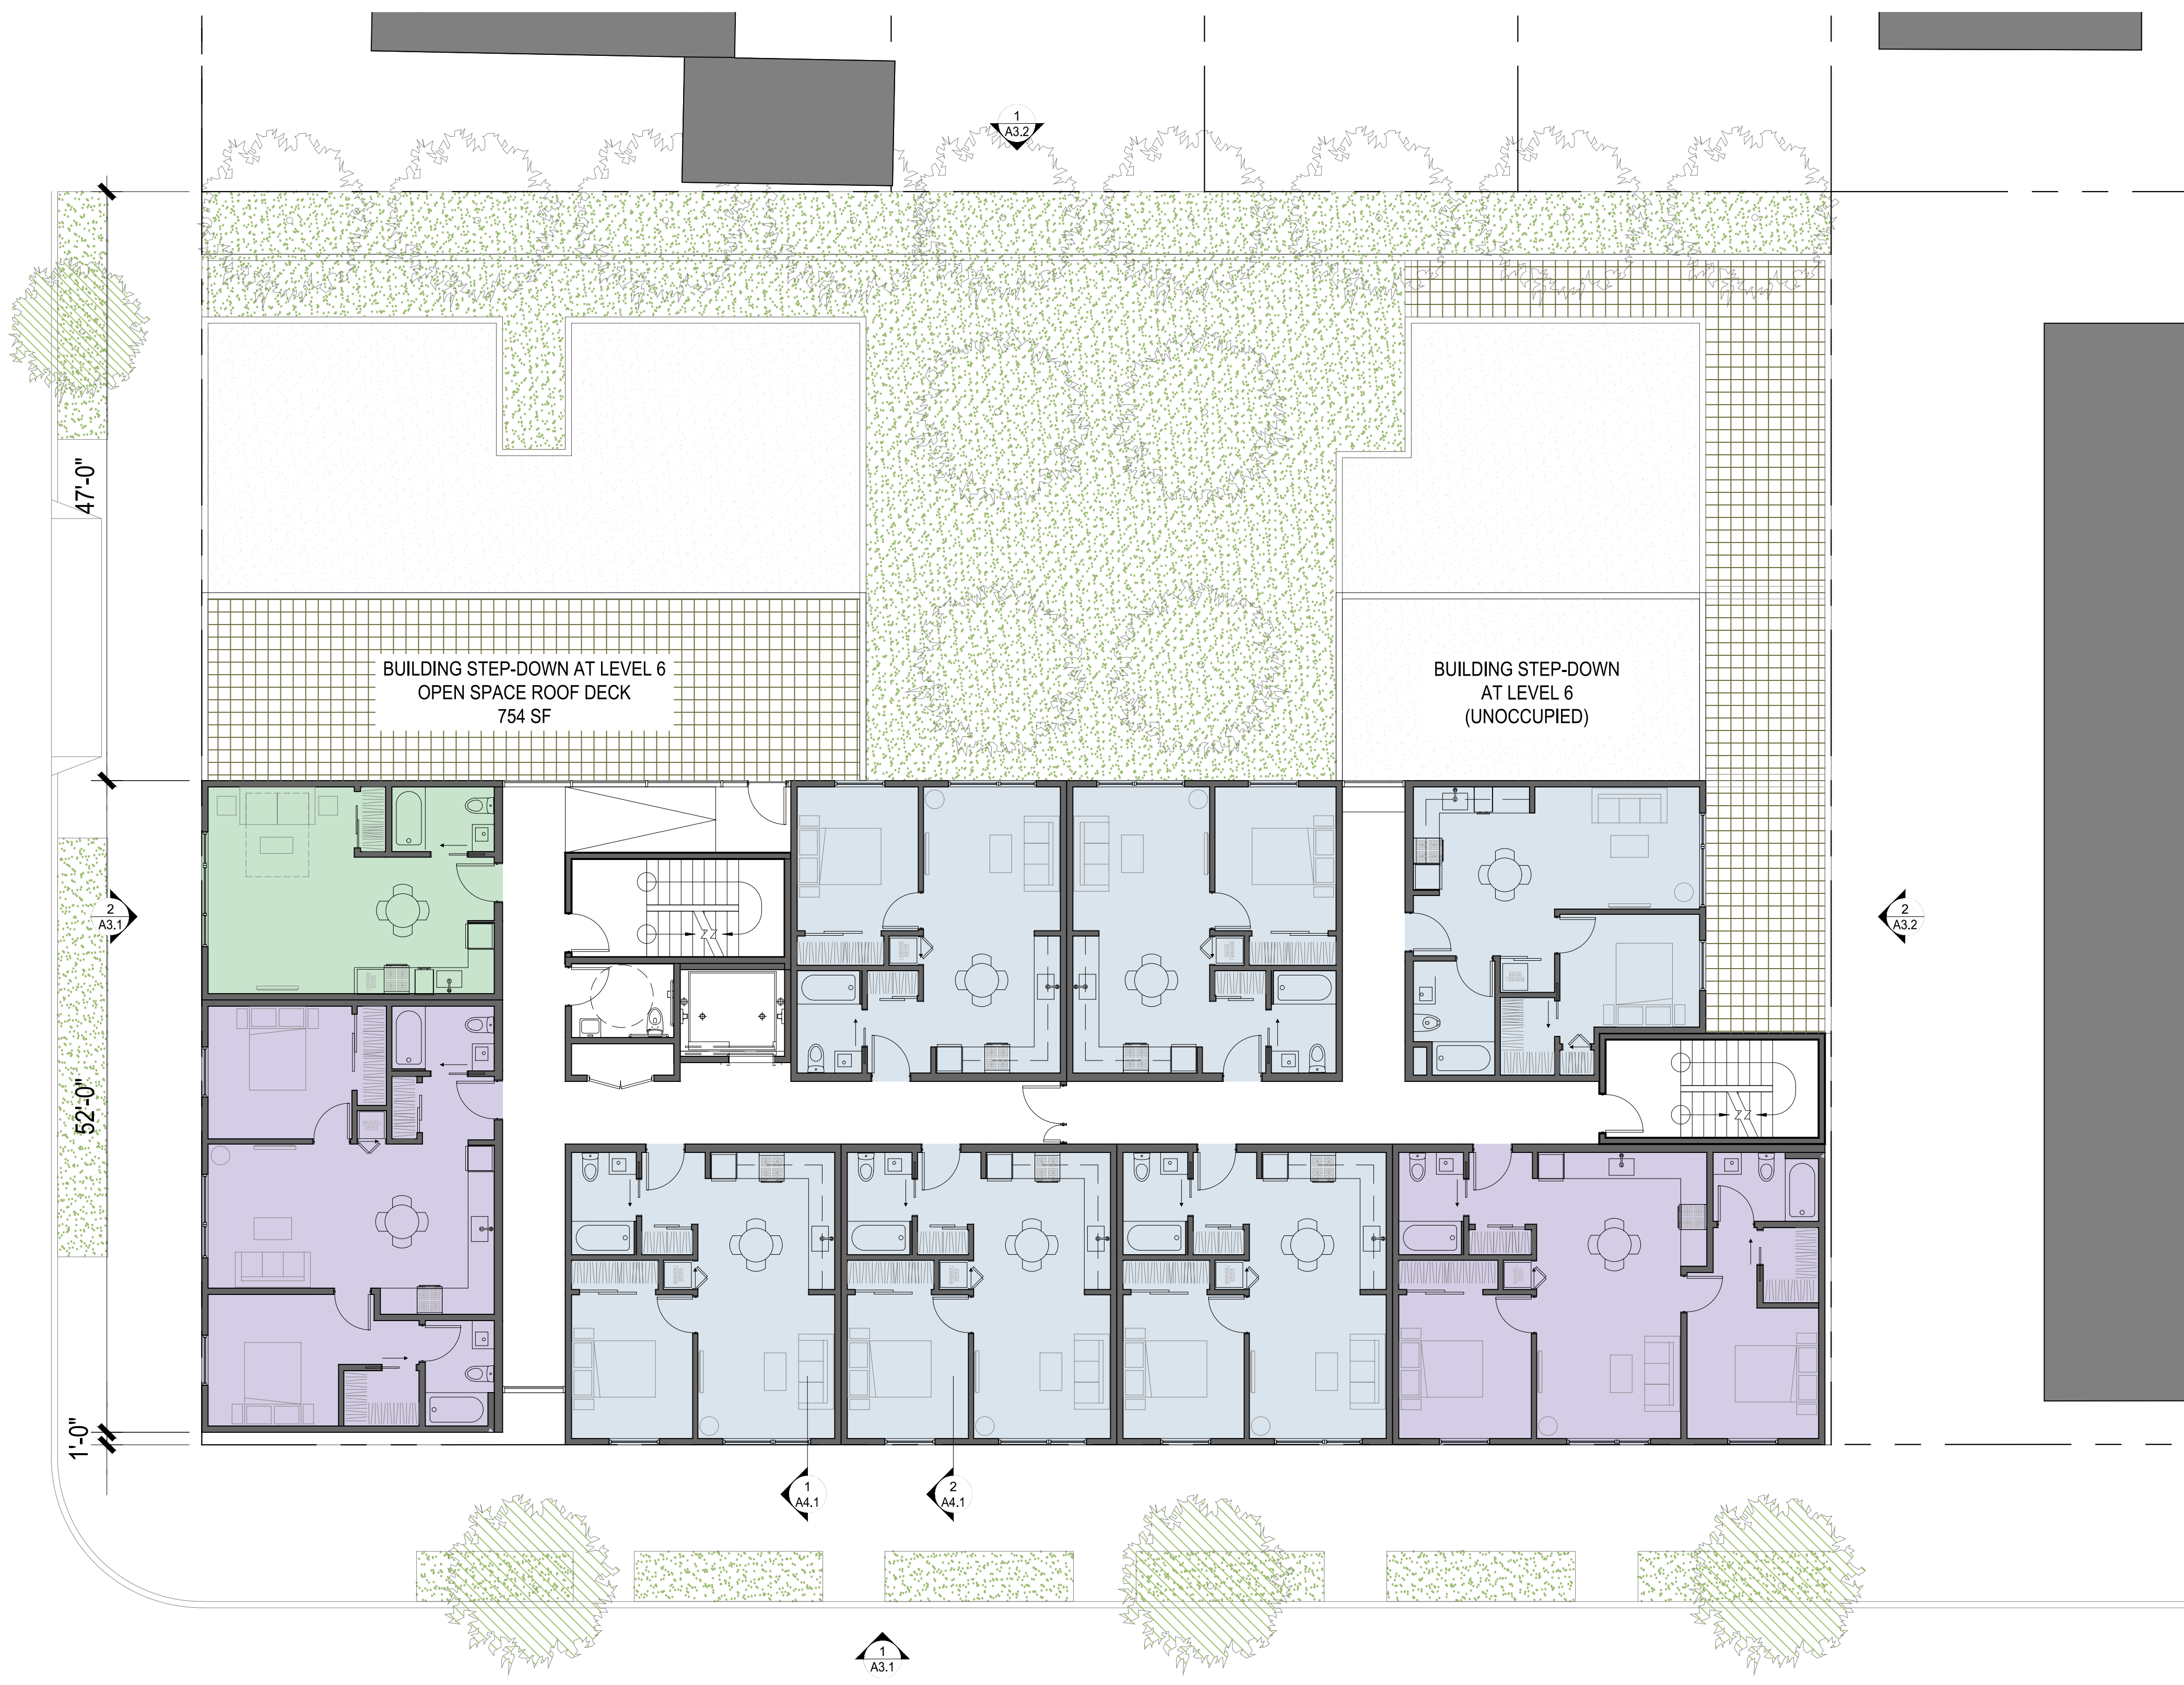 1
A3.2
47'-0"
BUILDING STEP-DOWN AT LEVEL 6
OPEN SPACE ROOF DECK
754 SF
BUILDING STEP-DOWN
AT LEVEL 6
(UNOCCUPIED)
2
A3.1
2
A3.2
52'-0"
1'-0"
1
A4.1
2
A4.1
1
A3.1